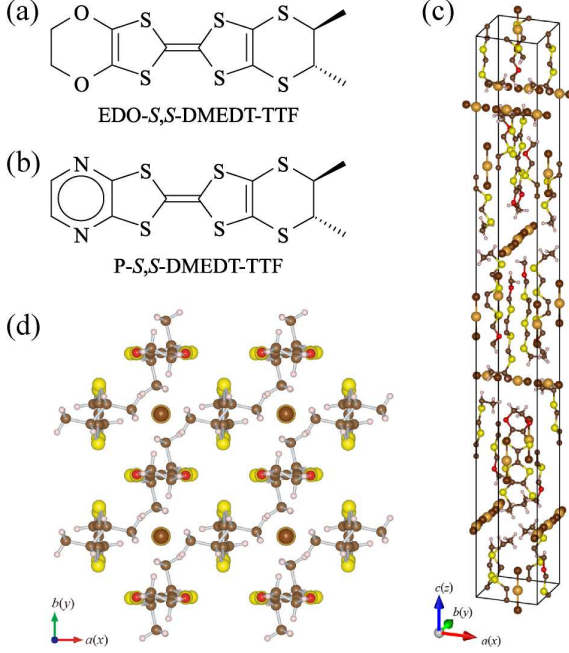 (a)
O
O
S
S
S
S
S
S
EDO-S,S-DMEDT-TTF
(b)
N
N
S
S
S
S
S
S
P-S,S-DMEDT-TTF
(c)
c(z)
b(y)
a(x)
(d)
b(y)
a(x)